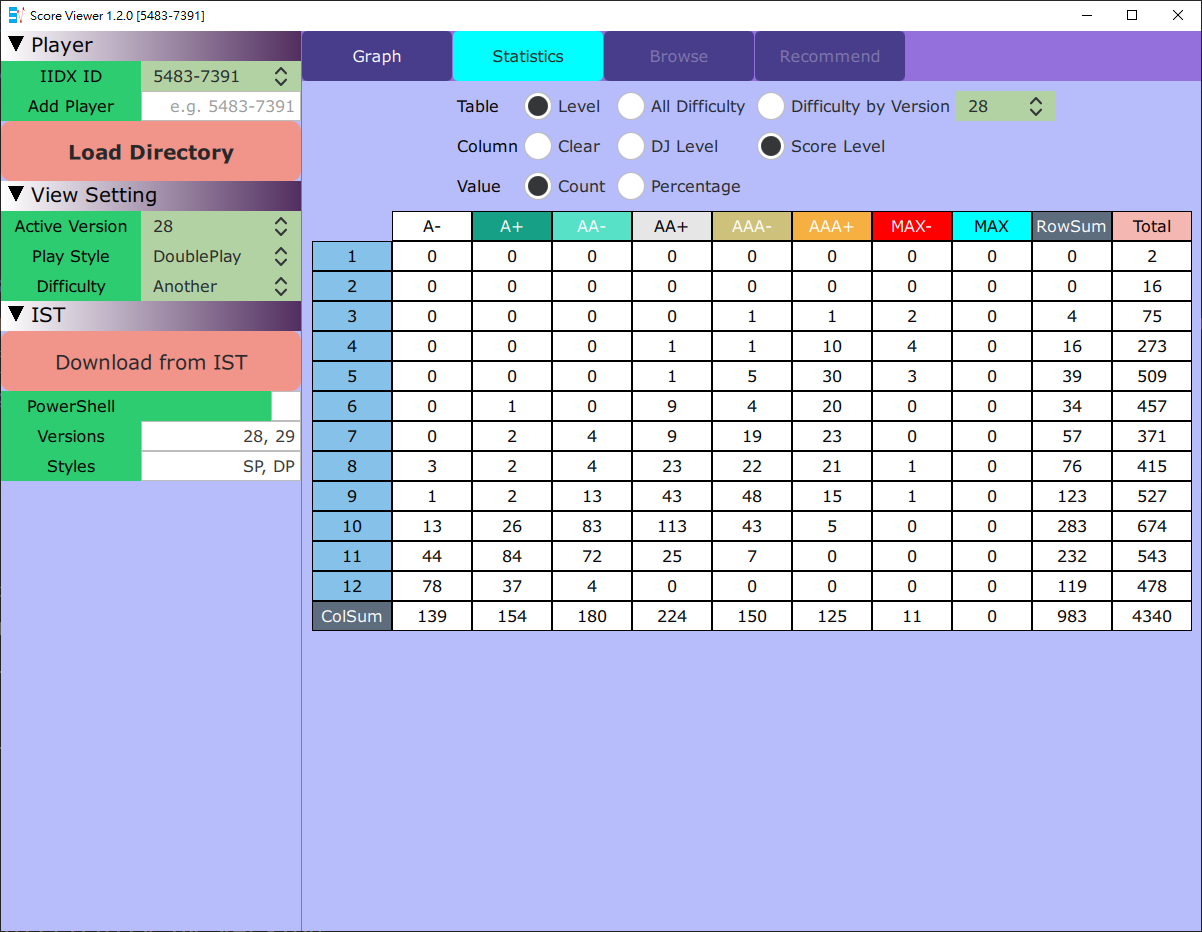 Score Viewer 1.2.0 [5483-7391]
Player
IIDX ID 5483-7391
Add Player e.g. 5483-7391
Load Directory
View Setting
Active Version 28
Play Style DoublePlay
Difficulty Another
IST
Download from IST
PowerShell
Versions 28, 29
Styles SP, DP
Graph Statistics Browse Recommend
Table Level All Difficulty Difficulty by Version 28
Column Clear DJ Level Score Level
Value Count Percentage
A- A+ AA- AA+ AAA- AAA+ MAX- MAX RowSum Total
1 0 0 0 0 0 0 0 0 0 2
2 0 0 0 0 0 0 0 0 0 16
3 0 0 0 0 1 1 2 0 4 75
4 0 0 0 1 1 10 4 0 16 273
5 0 0 0 1 5 30 3 0 39 509
6 0 1 0 9 4 20 0 0 34 457
7 0 2 4 9 19 23 0 0 57 371
8 3 2 4 23 22 21 1 0 76 415
9 1 2 13 43 48 15 1 0 123 527
10 13 26 83 113 43 5 0 0 283 674
11 44 84 72 25 7 0 0 0 232 543
12 78 37 4 0 0 0 0 0 119 478
ColSum 139 154 180 224 150 125 11 0 983 4340